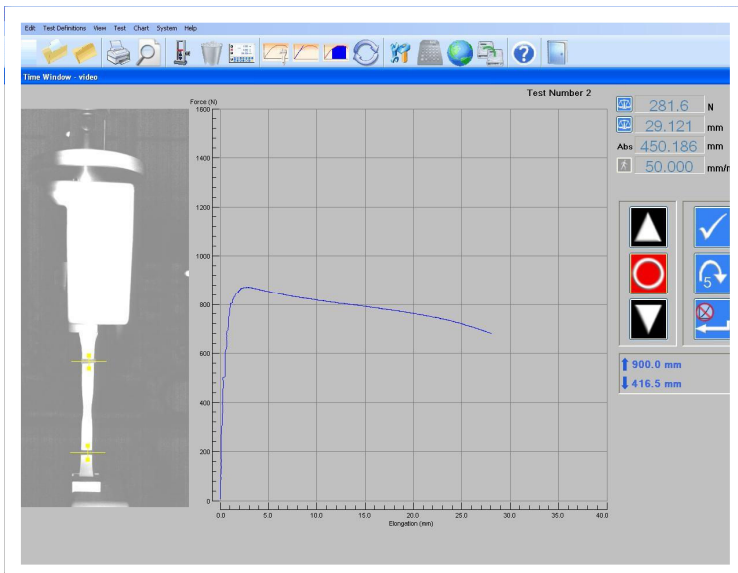 Edit Test Definitions View Test Chart System Help
Time Window - video
Test Number 2
Force (N)
1600
1400
1200
1000
800
600
400
200
0
0.0 5.0 10.0 15.0 20.0 25.0 30.0 35.0 40.0
Elongation (mm)
281.6 N
29.121 mm
Abs 450.186 mm
50.000 mm/r
5
900.0 mm
416.5 mm